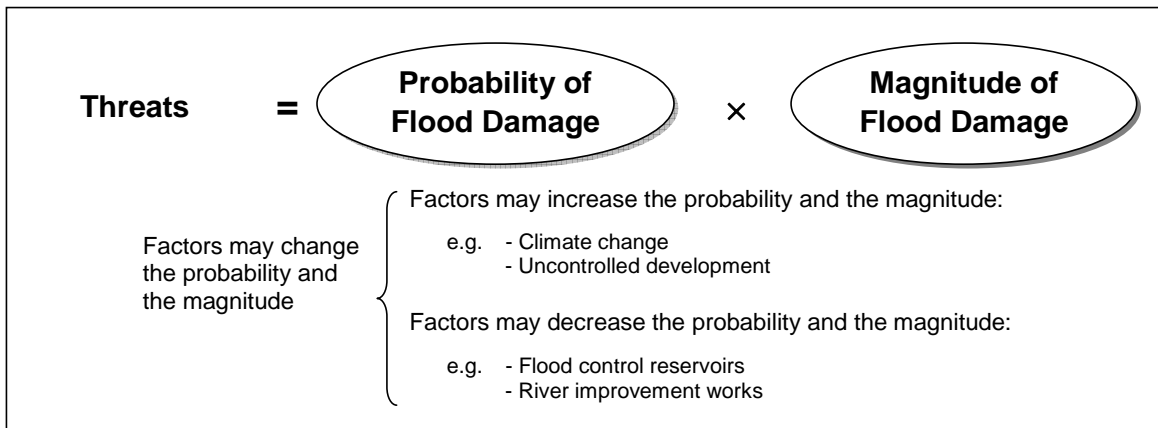 Threats = Probability of Flood Damage × Magnitude of Flood Damage
Factors may change
the probability and
the magnitude
Factors may increase the probability and the magnitude:
e.g. - Climate change
- Uncontrolled development
Factors may decrease the probability and the magnitude:
e.g. - Flood control reservoirs
- River improvement works